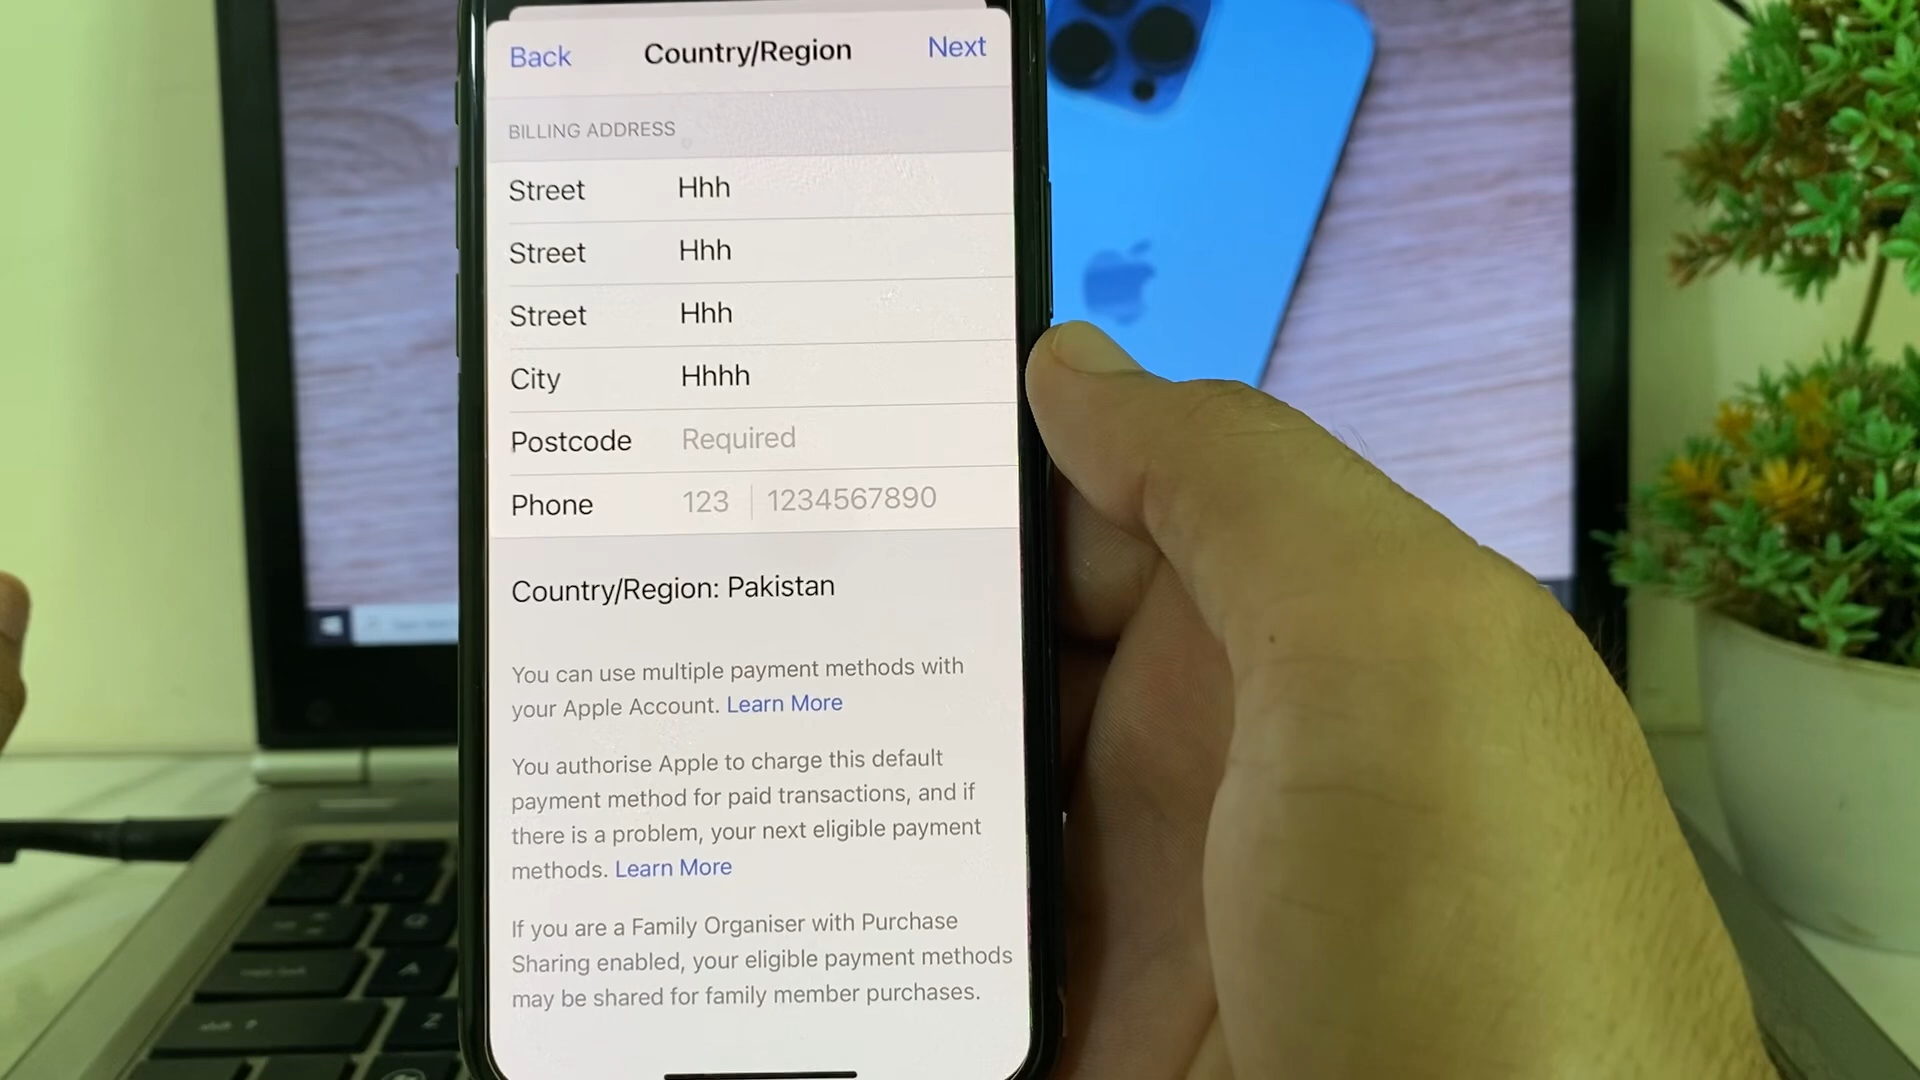 Back Country/Region Next
BILLING ADDRESS
Street Hhh
Street Hhh
Street Hhh
City Hhhh
Postcode Required
Phone 123 1234567890
Country/Region: Pakistan
You can use multiple payment methods with
your Apple Account. Learn More
You authorise Apple to charge this default
payment method for paid transactions, and if
there is a problem, your next eligible payment
methods. Learn More
If you are a Family Organiser with Purchase
Sharing enabled, your eligible payment methods
may be shared for family member purchases.
Q
A
Z